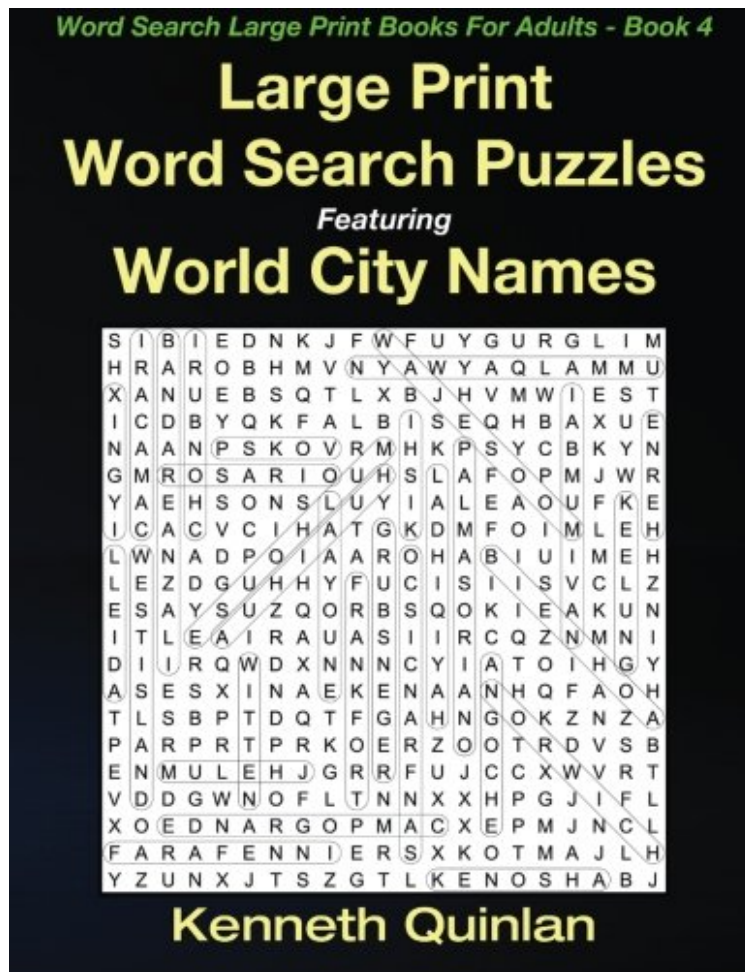 Word Search Large Print Books For Adults - Book 4
Large Print
Word Search Puzzles
Featuring
World City Names
S I B I E D N K J F W F U Y G U R G L I M
H R A R O B H M V N Y A W Y A Q L A M M U
X A N U E B S Q T L X B J H V M W I E S T
I C D B Y Q K F A L B I S E Q H B A X U E
N A A N P S K O V R M H K P S Y C B K Y N
G M R O S A R I O U H S L A F O P M J W R
Y A E H S O N S L U Y I A L E A O U F K E
I C A C V C I H A T G K D M F O I M L E H
L W N A D P Q I A A R O H A B I U I M E H
L E Z D G U H H Y F U C I S I I S V C L Z
E S A Y S U Z Q O R B S Q O K I E A K U N
I T L E A I R A U A S I I R C Q Z N M N I
D I I R Q W D X N N N C Y I A T O I H G Y
A S E S X I N A E K E N A A N H Q F A O H
T L S B P T D Q T F G A H N G O K Z N Z A
P A R P R T P R K O E R Z O O T R D V S B
E N M U L E H J G R R F U J C C X W V R T
V D D G W N O F L T N N X X H P G J I F L
X O E D N A R G O P M A C X E P M J N C L
F A R A F E N N I E R S X K O T M A J L H
Y Z U N X J T S Z G T L K E N O S H A B J
Kenneth Quinlan